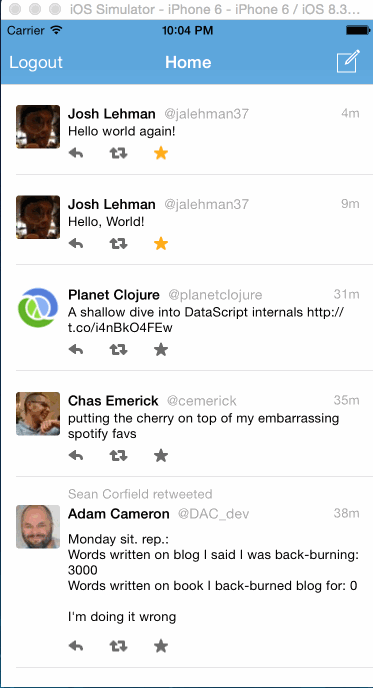 iOS Simulator - iPhone 6 - iPhone 6 / iOS 8.3...
Carrier 10:04 PM
Logout Home
Josh Lehman @jalehman37 4m
Hello world again!
Josh Lehman @jalehman37 9m
Hello, World!
Planet Clojure @planetclojure 31m
A shallow dive into DataScript internals http://
t.co/i4nBkO4FEw
Chas Emerick @cemerick 35m
putting the cherry on top of my embarrassing
spotify favs
Sean Corfield retweeted
Adam Cameron @DAC_dev 38m
Monday sit. rep.:
Words written on blog I said I was back-burning:
3000
Words written on book I back-burned blog for: 0
I'm doing it wrong